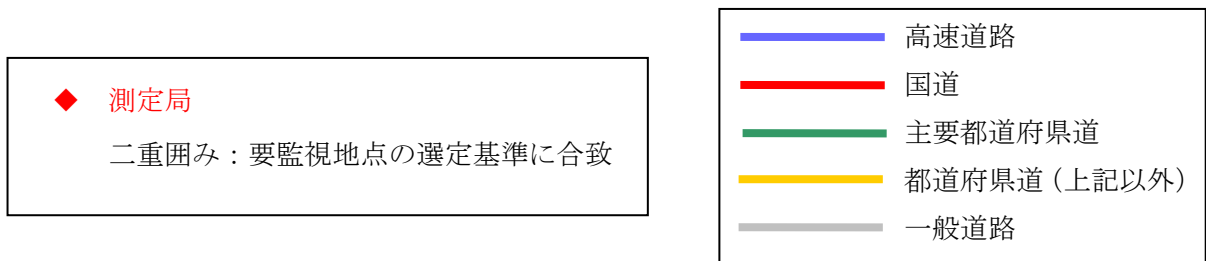 ◆ 測定局
二重囲み：要監視地点の選定基準に合致
高速道路
国道
主要都道府県道
都道府県道（上記以外）
一般道路